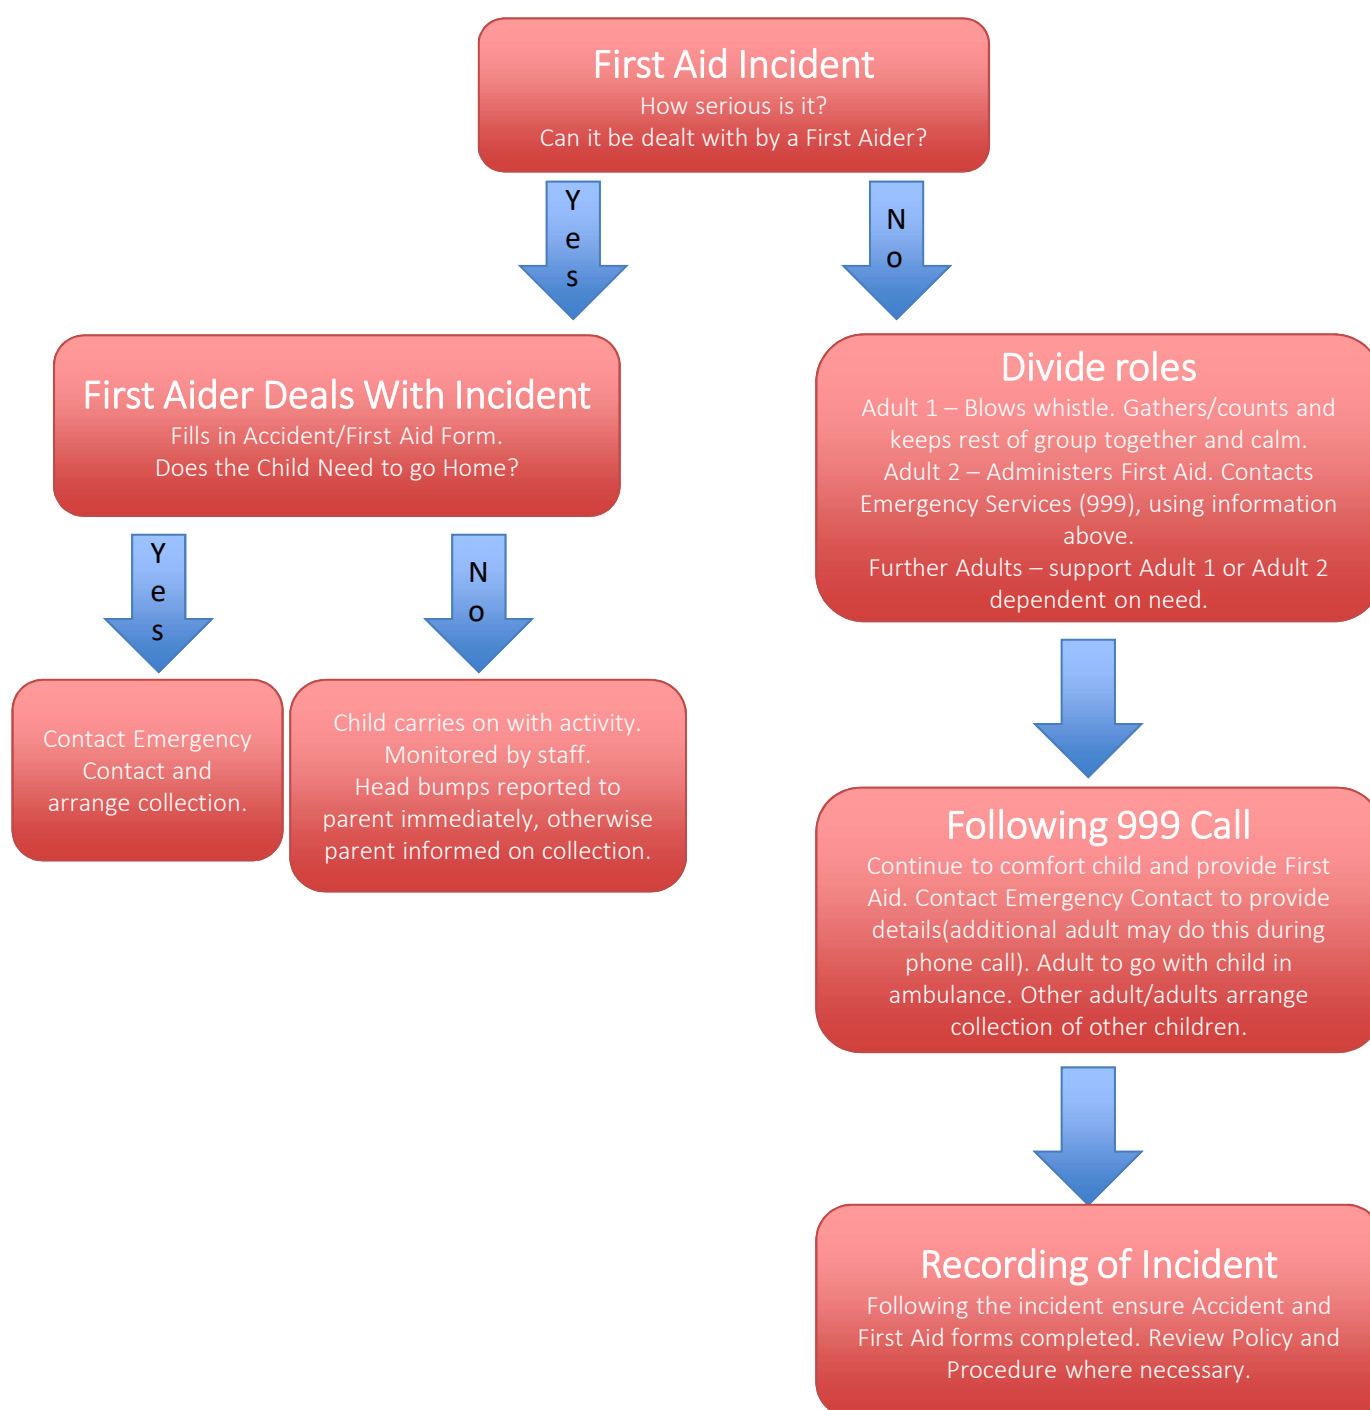 First Aid Incident
How serious is it?
Can it be dealt with by a First Aider?
Yes
No
First Aider Deals With Incident
Fills in Accident/First Aid Form.
Does the Child Need to go Home?
Yes
No
Contact Emergency
Contact and
arrange collection.
Child carries on with activity.
Monitored by staff.
Head bumps reported to
parent immediately, otherwise
parent informed on collection.
Divide roles
Adult 1 – Blows whistle. Gathers/counts and
keeps rest of group together and calm.
Adult 2 – Administers First Aid. Contacts
Emergency Services (999), using information
above.
Further Adults – support Adult 1 or Adult 2
dependent on need.
Following 999 Call
Continue to comfort child and provide First
Aid. Contact Emergency Contact to provide
details(additional adult may do this during
phone call). Adult to go with child in
ambulance. Other adult/adults arrange
collection of other children.
Recording of Incident
Following the incident ensure Accident and
First Aid forms completed. Review Policy and
Procedure where necessary.